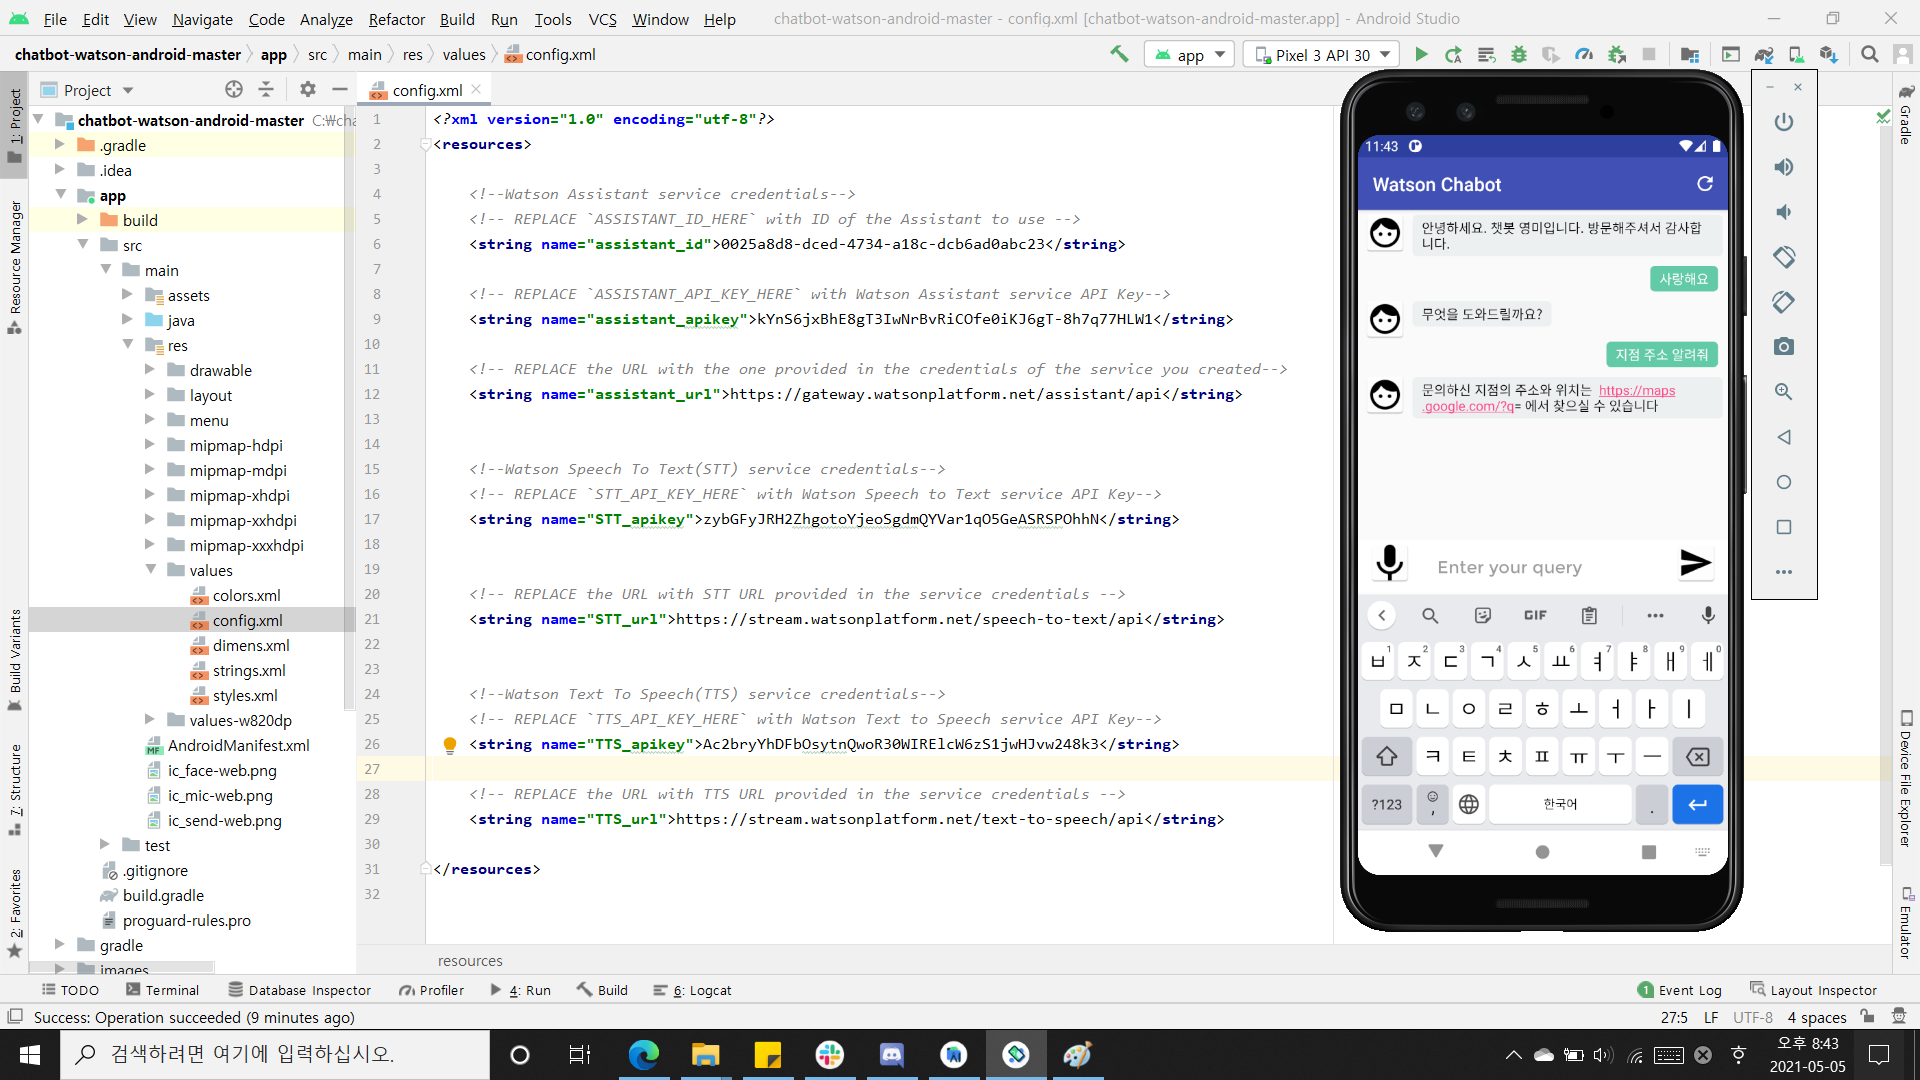 File Edit View Navigate Code Analyze Refactor Build Run Tools VCS Window Help chatbot-watson-android-master - config.xml [chatbot-watson-android-master.app] - Android Studio
chatbot-watson-android-master app src main res values config.xml app Pixel 3 API 30
Project config.xml
1: Project
Resource Manager
Build Variants
7: Structure
2: Favorites
chatbot-watson-android-master C:₩cha
.gradle
.idea
app
build
src
main
assets
java
res
drawable
layout
menu
mipmap-hdpi
mipmap-mdpi
mipmap-xhdpi
mipmap-xxhdpi
mipmap-xxxhdpi
values
colors.xml
config.xml
dimens.xml
strings.xml
styles.xml
values-w820dp
AndroidManifest.xml
ic_face-web.png
ic_mic-web.png
ic_send-web.png
test
.gitignore
build.gradle
proguard-rules.pro
gradle
images
1 <?xml version="1.0" encoding="utf-8"?>
2 <resources>
3
4 <!--Watson Assistant service credentials-->
5 <!-- REPLACE `ASSISTANT_ID_HERE` with ID of the Assistant to use -->
6 <string name="assistant_id">0025a8d8-dced-4734-a18c-dcb6ad0abc23</string>
7
8 <!-- REPLACE `ASSISTANT_API_KEY_HERE` with Watson Assistant service API Key-->
9 <string name="assistant_apikey">kYnS6jxBhE8gT3IwNrBvRiCOfe0iKJ6gT-8h7q77HLW1</string>
10
11 <!-- REPLACE the URL with the one provided in the credentials of the service you created-->
12 <string name="assistant_url">https://gateway.watsonplatform.net/assistant/api</string>
13
14
15 <!--Watson Speech To Text(STT) service credentials-->
16 <!-- REPLACE `STT_API_KEY_HERE` with Watson Speech to Text service API Key-->
17 <string name="STT_apikey">zybGFyJRH2ZhgotoYjeoSgdmQYVar1qO5GeASRSPOhhN</string>
18
19
20 <!-- REPLACE the URL with STT URL provided in the service credentials -->
21 <string name="STT_url">https://stream.watsonplatform.net/speech-to-text/api</string>
22
23
24 <!--Watson Text To Speech(TTS) service credentials-->
25 <!-- REPLACE `TTS_API_KEY_HERE` with Watson Text to Speech service API Key-->
26 <string name="TTS_apikey">Ac2bryYhDFbOsytnQwoR30WIRElcW6zS1jwHJvw248k3</string>
27
28 <!-- REPLACE the URL with TTS URL provided in the service credentials -->
29 <string name="TTS_url">https://stream.watsonplatform.net/text-to-speech/api</string>
30
31 </resources>
32
resources
11:43
Watson Chabot
안녕하세요. 챗봇 영미입니다. 방문해주셔서 감사합
니다.
사랑해요
무엇을 도와드릴까요?
지점 주소 알려줘
문의하신 지점의 주소와 위치는 https://maps
.google.com/?q= 에서 찾으실 수 있습니다
Enter your query
GIF
ㅂ1 ㅈ2 ㄷ3 ㄱ4 ㅅ5 ㅛ6 ㅕ7 ㅑ8 ㅐ9 ㅔ0
ㅁ ㄴ ㅇ ㄹ ㅎ ㅗ ㅓ ㅏ ㅣ
ㅋ ㅌ ㅊ ㅍ ㅠ ㅜ ㅡ
?123 , 한국어 .
Gradle
Device File Explorer
Emulator
TODO Terminal Database Inspector Profiler 4: Run Build 6: Logcat 1 Event Log Layout Inspector
Success: Operation succeeded (9 minutes ago) 27:5 LF UTF-8 4 spaces
검색하려면 여기에 입력하십시오. 오후 8:43
2021-05-05